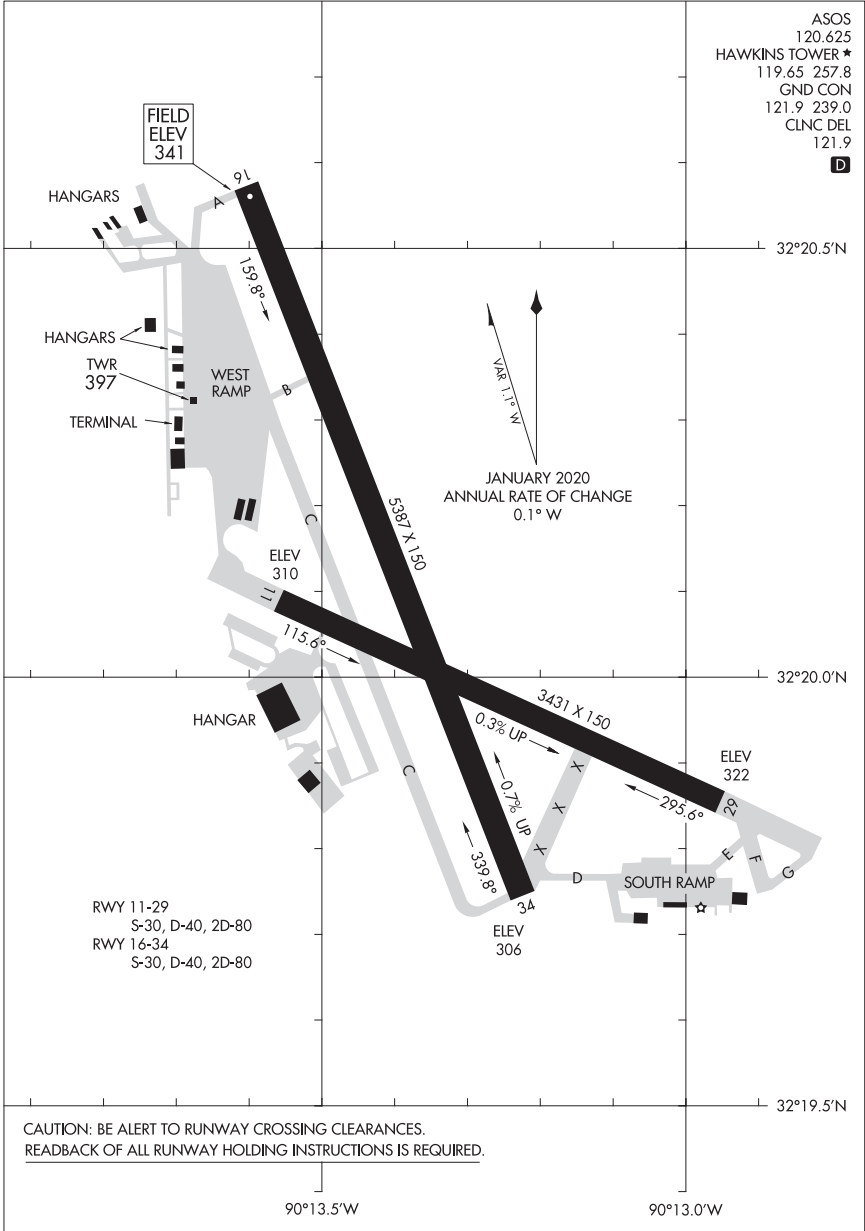 ASOS
120.625
HAWKINS TOWER★
119.65 257.8
GND CON
121.9 239.0
CLNC DEL
121.9
D
FIELD
ELEV
341
16
A
HANGARS
32°20.5'N
159.8°
HANGARS
TWR
397
WEST
RAMP
TERMINAL
B
VAR 1.1° W
JANUARY 2020
ANNUAL RATE OF CHANGE
0.1° W
5387 X 150
C
ELEV
310
11
115.6°
32°20.0'N
HANGAR
3431 X 150
0.3% UP
X
X
X
ELEV
322
29
295.6°
C
0.7% UP
339.8°
E
F
G
D
SOUTH RAMP
34
ELEV
306
RWY 11-29
S-30, D-40, 2D-80
RWY 16-34
S-30, D-40, 2D-80
32°19.5'N
CAUTION: BE ALERT TO RUNWAY CROSSING CLEARANCES.
READBACK OF ALL RUNWAY HOLDING INSTRUCTIONS IS REQUIRED.
90°13.5'W
90°13.0'W